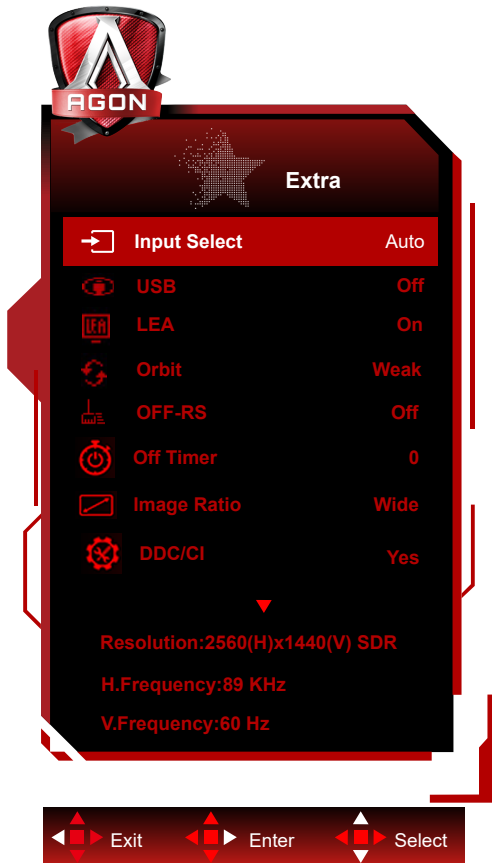 AGON
Extra
Input Select Auto
USB Off
LEA
LEA On
Orbit Weak
OFF-RS Off
Off Timer 0
Image Ratio Wide
DDC/CI Yes
Resolution:2560(H)x1440(V) SDR
H.Frequency:89 KHz
V.Frequency:60 Hz
Exit Enter Select